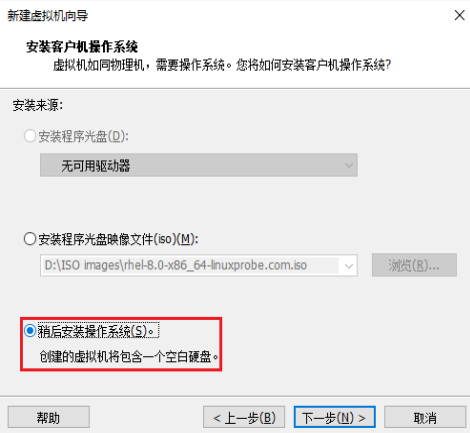 新建虚拟机向导
安装客户机操作系统
虚拟机如同物理机，需要操作系统。您将如何安装客户机操作系统?
安装来源:
安装程序光盘(D):
无可用驱动器
安装程序光盘映像文件(iso)(M):
D:\ISO images\rhel-8.0-x86_64-linuxprobe.com.iso
浏览(R)...
稍后安装操作系统(S)。
创建的虚拟机将包含一个空白硬盘。
帮助
< 上一步(B)
下一步(N) >
取消